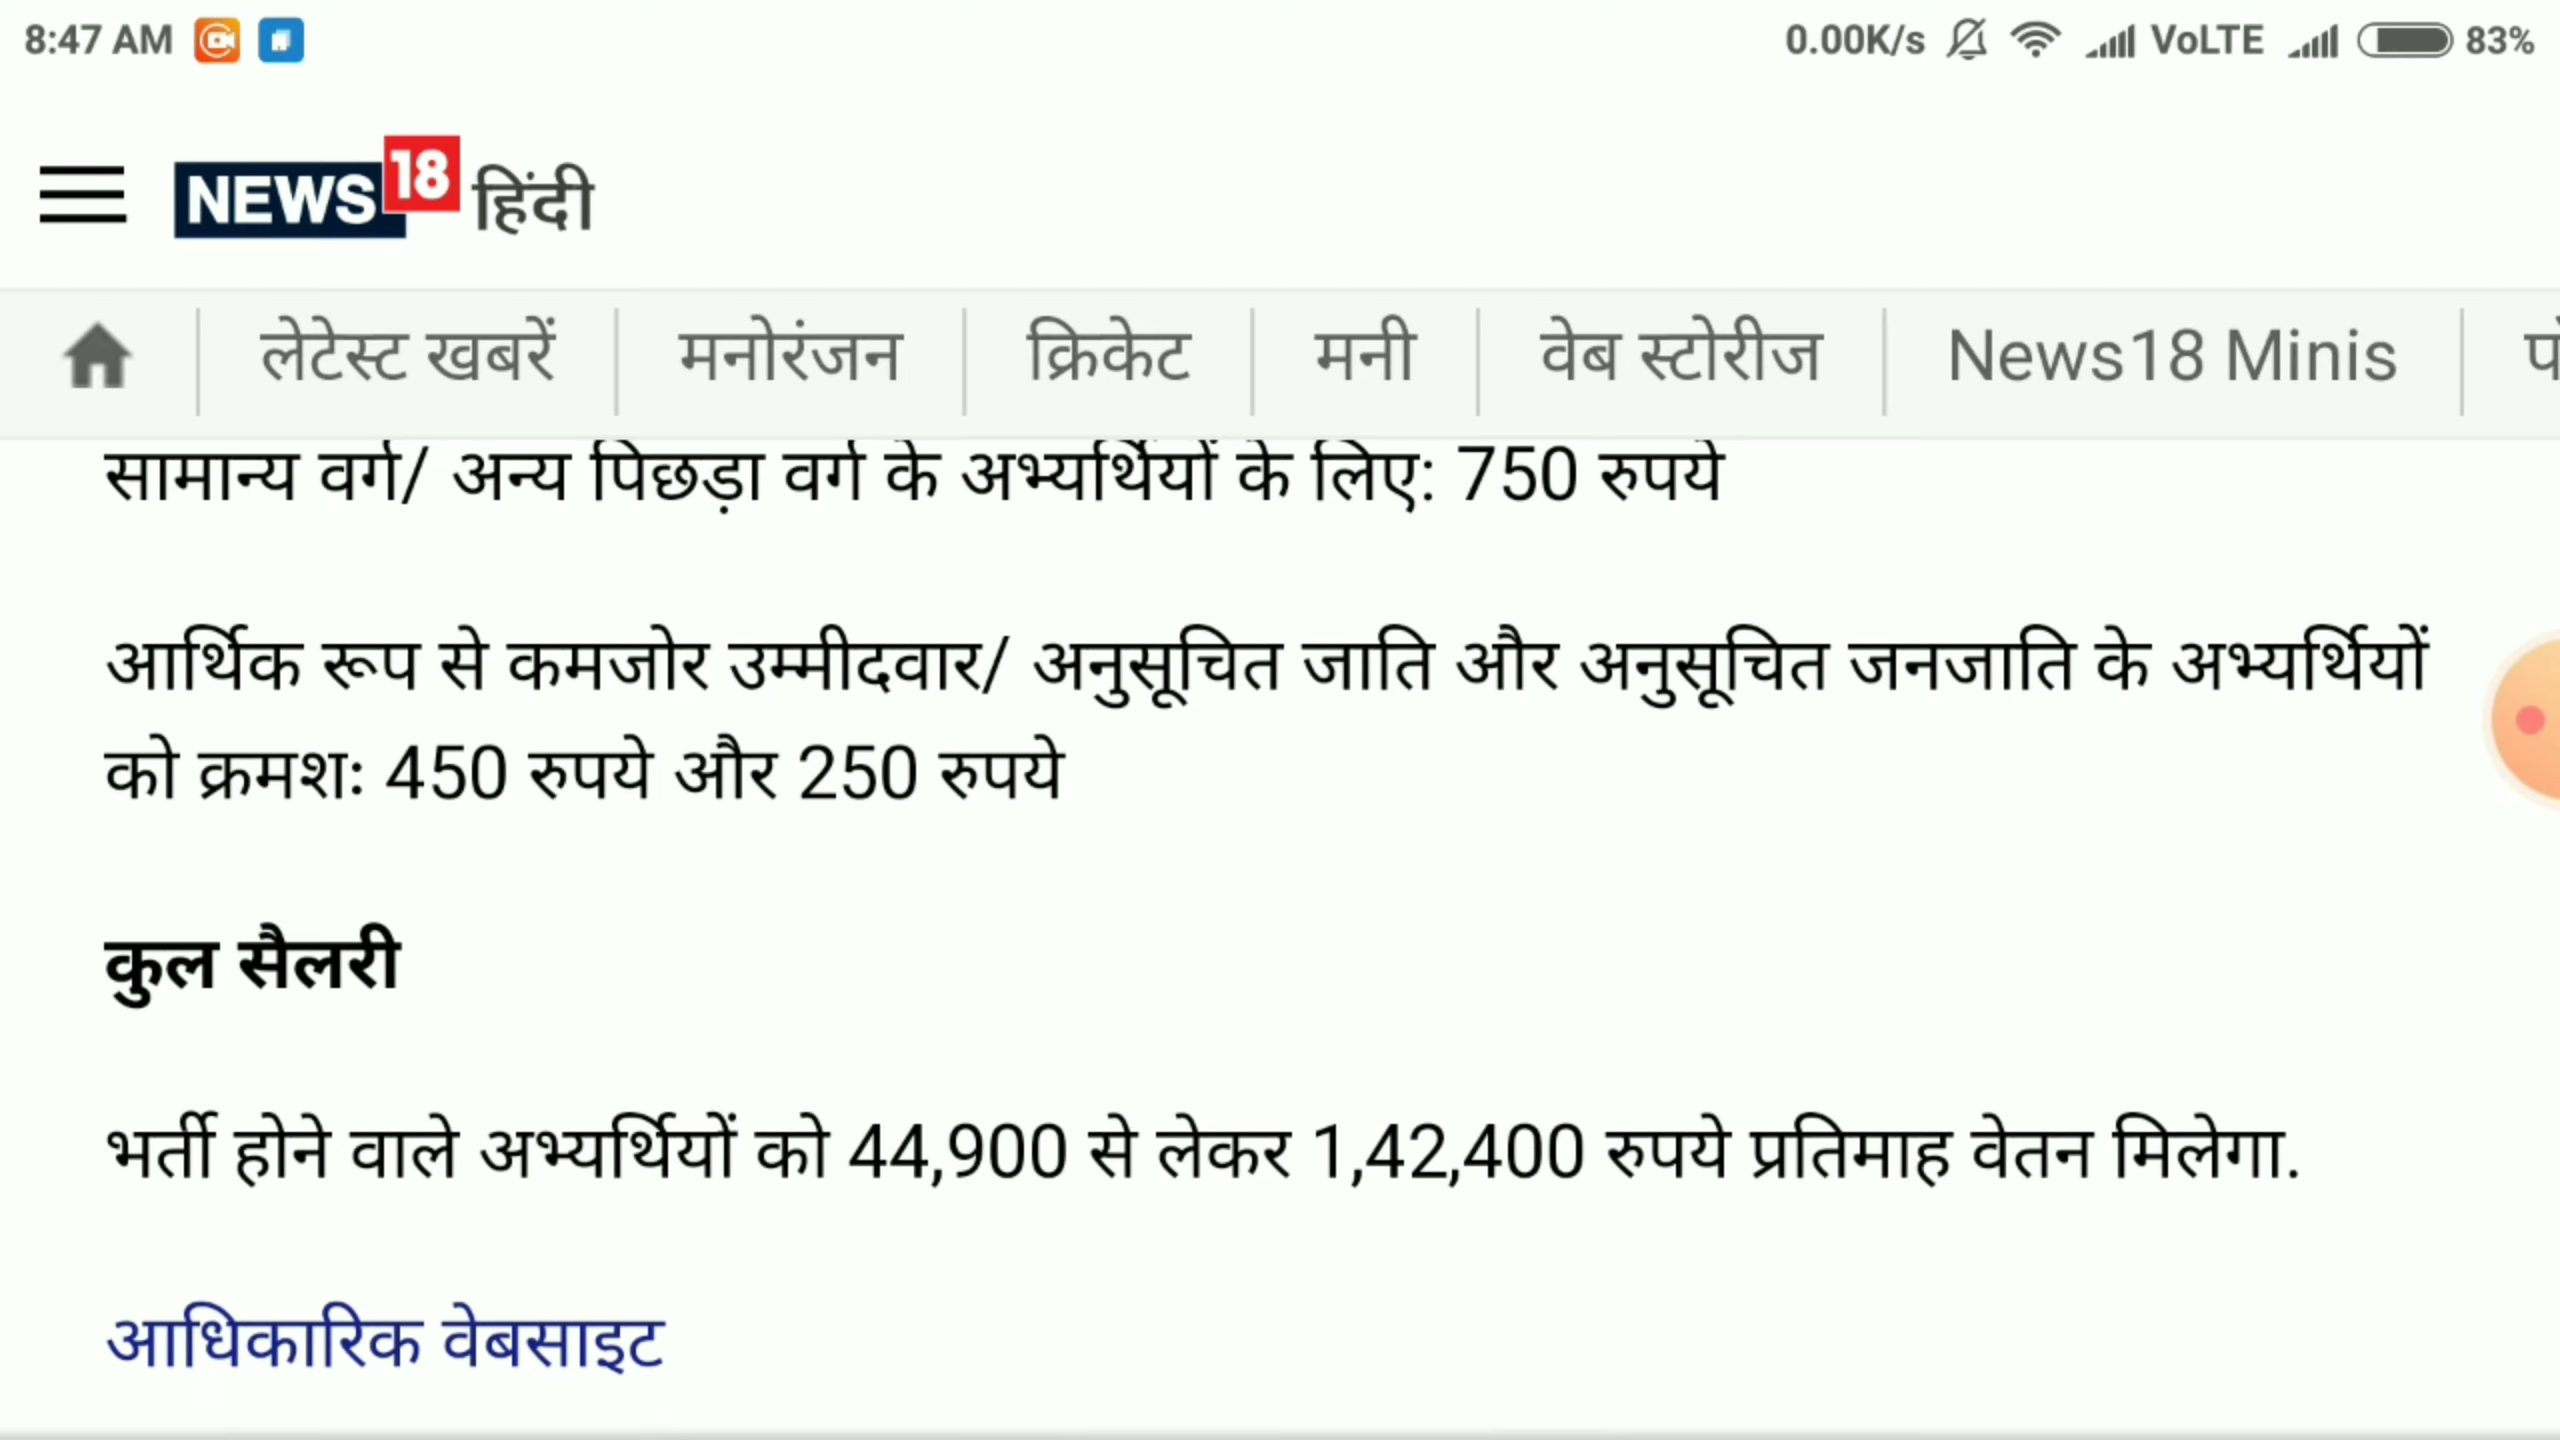 8:47 AM 0.00K/s VoLTE 83%
NEWS 18 हिंदी
लेटेस्ट खबरें मनोरंजन क्रिकेट मनी वेब स्टोरीज News18 Minis
सामान्य वर्ग/ अन्य पिछड़ा वर्ग के अभ्यर्थियों के लिए: 750 रुपये
आर्थिक रूप से कमजोर उम्मीदवार/ अनुसूचित जाति और अनुसूचित जनजाति के अभ्यर्थियों
को क्रमशः 450 रुपये और 250 रुपये
कुल सैलरी
भर्ती होने वाले अभ्यर्थियों को 44,900 से लेकर 1,42,400 रुपये प्रतिमाह वेतन मिलेगा.
आधिकारिक वेबसाइट